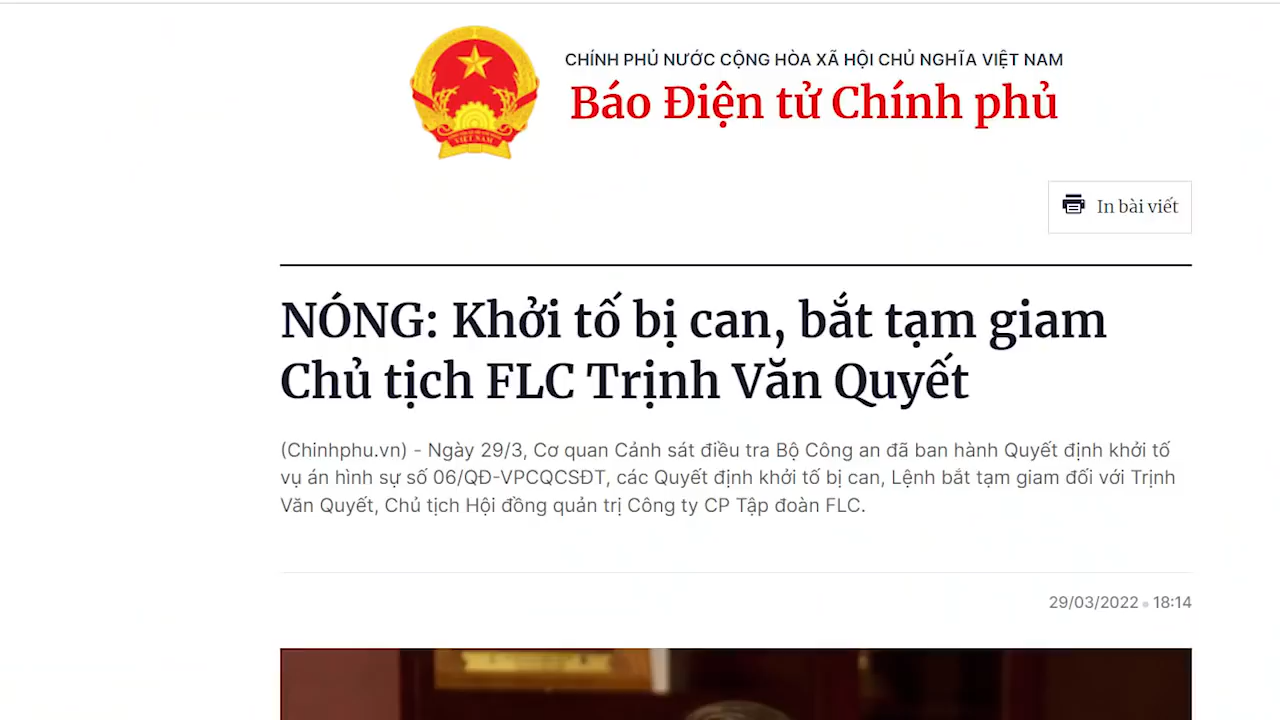 CHÍNH PHỦ NƯỚC CỘNG HÒA XÃ HỘI CHỦ NGHĨA VIỆT NAM
Báo Điện tử Chính phủ
VIỆT NAM
In bài viết
NÓNG: Khởi tố bị can, bắt tạm giam
Chủ tịch FLC Trịnh Văn Quyết
(Chinhphu.vn) - Ngày 29/3, Cơ quan Cảnh sát điều tra Bộ Công an đã ban hành Quyết định khởi tố
vụ án hình sự số 06/QĐ-VPCQCSĐT, các Quyết định khởi tố bị can, Lệnh bắt tạm giam đối với Trịnh
Văn Quyết, Chủ tịch Hội đồng quản trị Công ty CP Tập đoàn FLC.
29/03/2022 18:14